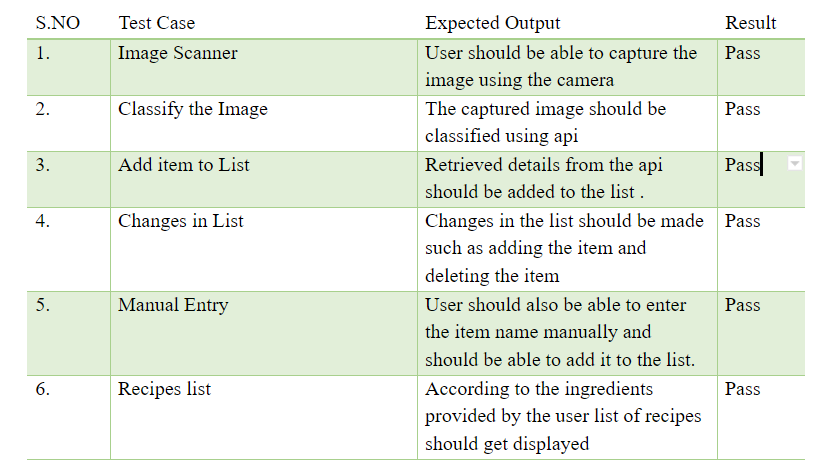 S.NO Test Case Expected Output Result
1. Image Scanner User should be able to capture the Pass
image using the camera
2. Classify the Image The captured image should be Pass
classified using api
3. Add item to List Retrieved details from the api Pass
should be added to the list .
4. Changes in List Changes in the list should be made Pass
such as adding the item and
deleting the item
5. Manual Entry User should also be able to enter Pass
the item name manually and
should be able to add it to the list.
6. Recipes list According to the ingredients Pass
provided by the user list of recipes
should get displayed